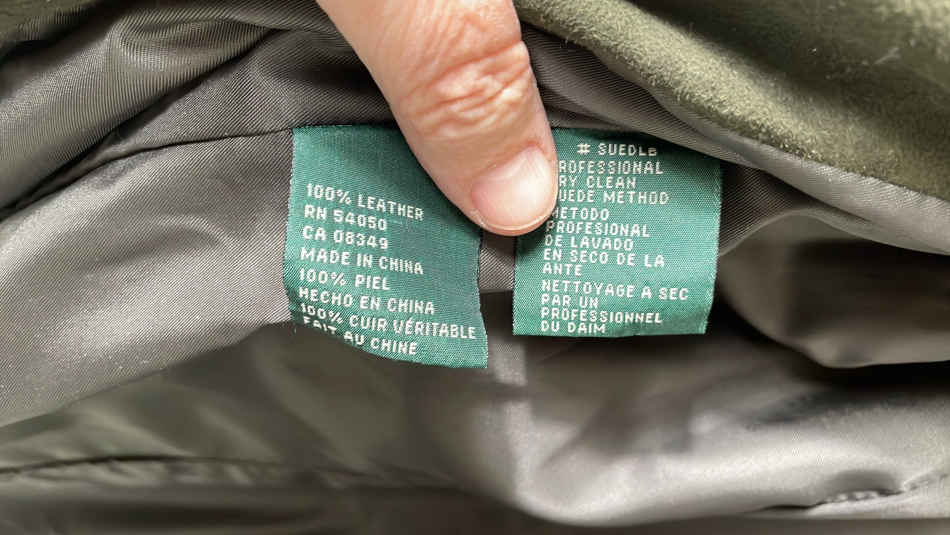 100% LEATHER
RN 54050
CA 08349
MADE IN CHINA
100% PIEL
HECHO EN CHINA
100% CUIR VÉRITABLE
FAIT AU CHINE
# SUEDLB
ROFESSIONAL
RY CLEAN
UEDE METHOD
METODO
PROFESIONAL
DE LAVADO
EN SECO DE LA
ANTE
NETTOYAGE A SEC
PAR UN
PROFESSIONNEL
DU DAIM